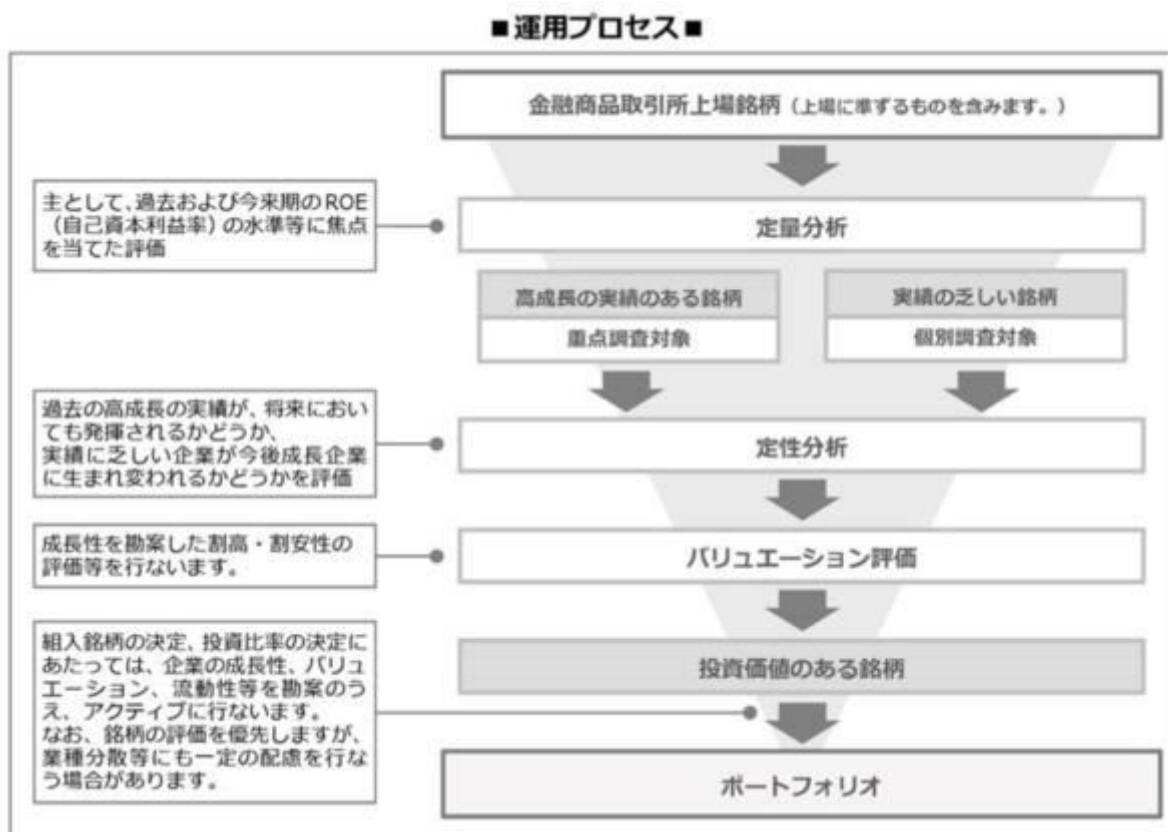 ■運用プロセス■
金融商品取引所上場銘柄（上場に準ずるものを含みます。）
主として、過去および今来期のROE
（自己資本利益率）の水準等に焦点
を当てた評価
定量分析
高成長の実績のある銘柄
重点調査対象
実績の乏しい銘柄
個別調査対象
過去の高成長の実績が、将来におい
ても発揮されるかどうか、
実績に乏しい企業が今後成長企業
に生まれ変われるかどうかを評価
定性分析
成長性を勘案した割高・割安性の
評価等を行ないます。
バリュエーション評価
投資価値のある銘柄
組入銘柄の決定、投資比率の決定に
あたっては、企業の成長性、バリュ
エーション、流動性等を勘案のう
え、アクティブに行ないます。
なお、銘柄の評価を優先しますが、
業種分散等にも一定の配慮を行な
う場合があります。
ポートフォリオ